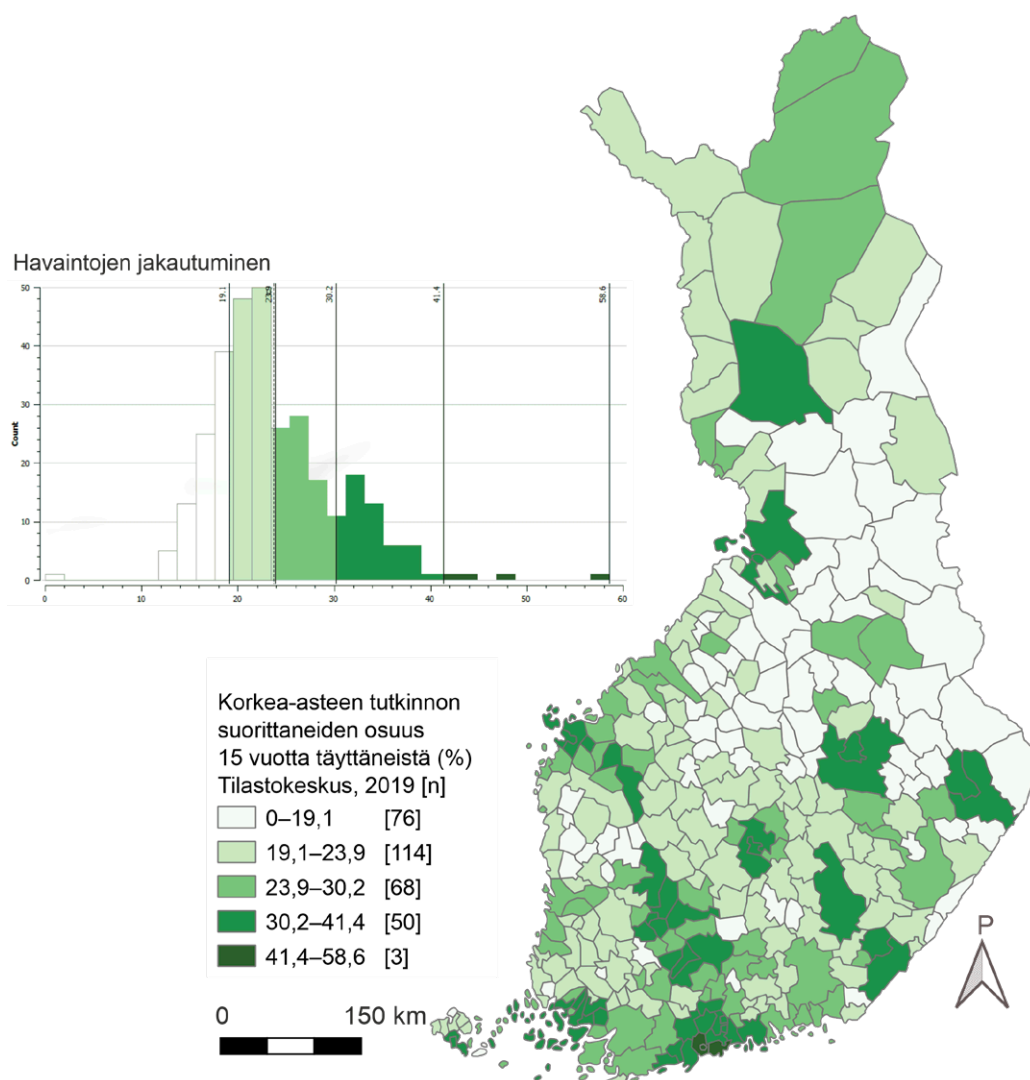 Havaintojen jakautuminen
19.1
23.9
30.2
41.4
58.6
50
40
30
20
10
0
Count
0
10
20
30
40
50
60
Korkea-asteen tutkinnon
suorittaneiden osuus
15 vuotta täyttäneistä (%)
Tilastokeskus, 2019 [n]
0–19,1 [76]
19,1–23,9 [114]
23,9–30,2 [68]
30,2–41,4 [50]
41,4–58,6 [3]
0 150 km
P